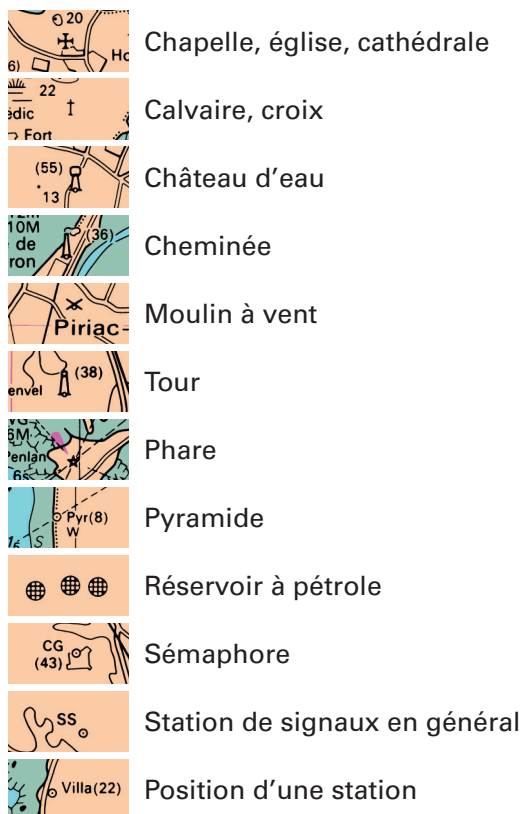 20
6)
Ho
Chapelle, église, cathédrale
22
édic
Fort
Calvaire, croix
(55)
13
Château d'eau
10M
(36)
de
ron
Cheminée
Piriac-
Moulin à vent
(38)
envel
Tour
6M
Penlan
6s
Phare
Pyr(8)
W
S
Pyramide
Réservoir à pétrole
CG
(43)
Sémaphore
SS
Station de signaux en général
Villa(22)
Position d'une station